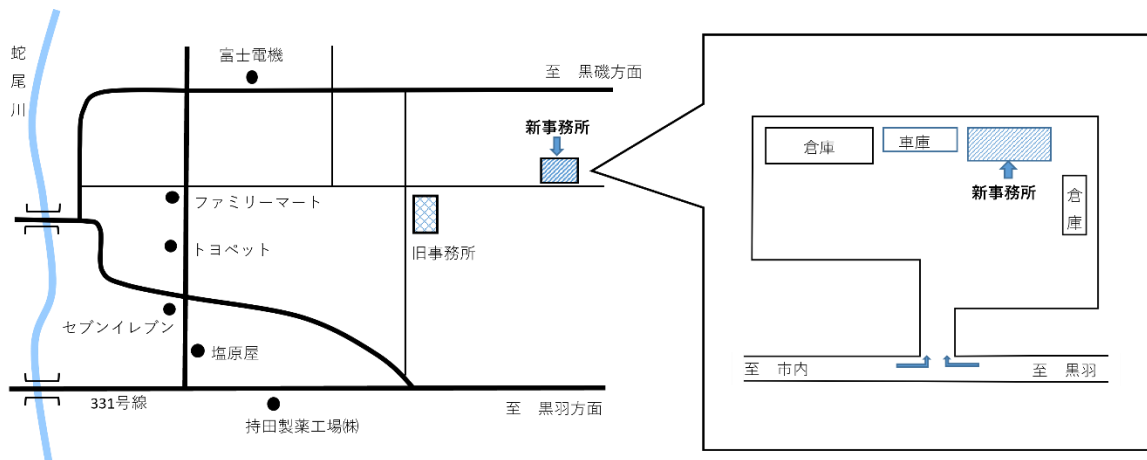 蛇尾川
富士電機
至　黒磯方面
新事務所
ファミリーマート
トヨペット
旧事務所
セブンイレブン
塩原屋
331号線
至　黒羽方面
持田製薬工場㈱
倉庫
車庫
新事務所
倉庫
至　市内
至　黒羽